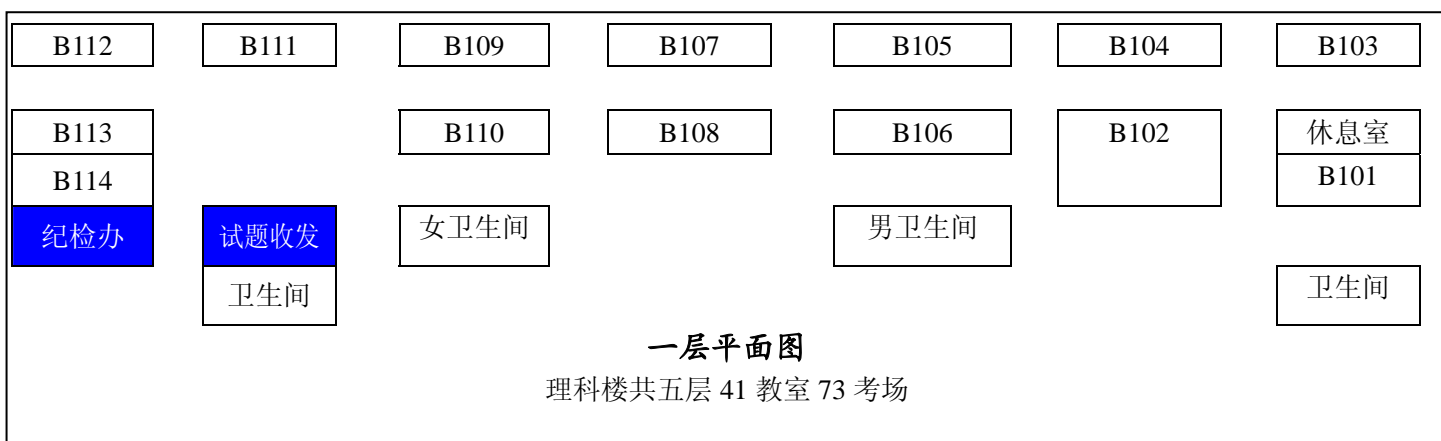 B112 B111 B109 B107 B105 B104 B103
B113 B110 B108 B106 B102 休息室
B114 B101
纪检办 试题收发 女卫生间 男卫生间
卫生间 卫生间
一层平面图
理科楼共五层 41 教室 73 考场